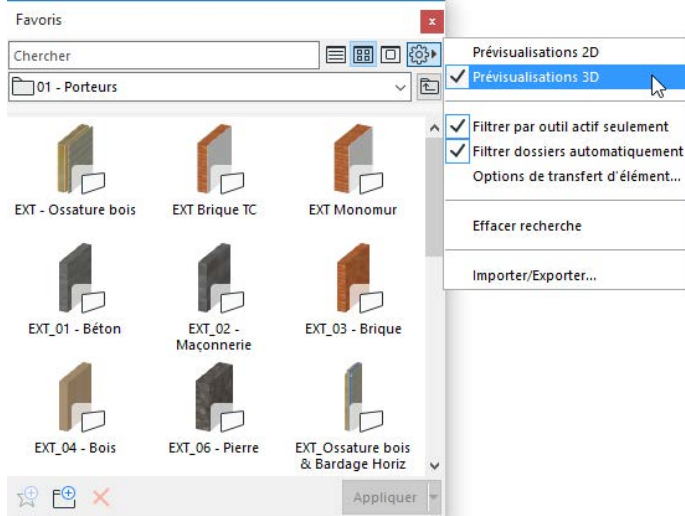 Favoris
x
Chercher
01 - Porteurs
EXT - Ossature bois
EXT Brique TC
EXT Monomur
EXT_01 - Béton
EXT_02 -
Maçonnerie
EXT_03 - Brique
EXT_04 - Bois
EXT_06 - Pierre
EXT_Ossature bois
& Bardage Horiz
Appliquer
Prévisualisations 2D
Prévisualisations 3D
Filtrer par outil actif seulement
Filtrer dossiers automatiquement
Options de transfert d'élément...
Effacer recherche
Importer/Exporter...